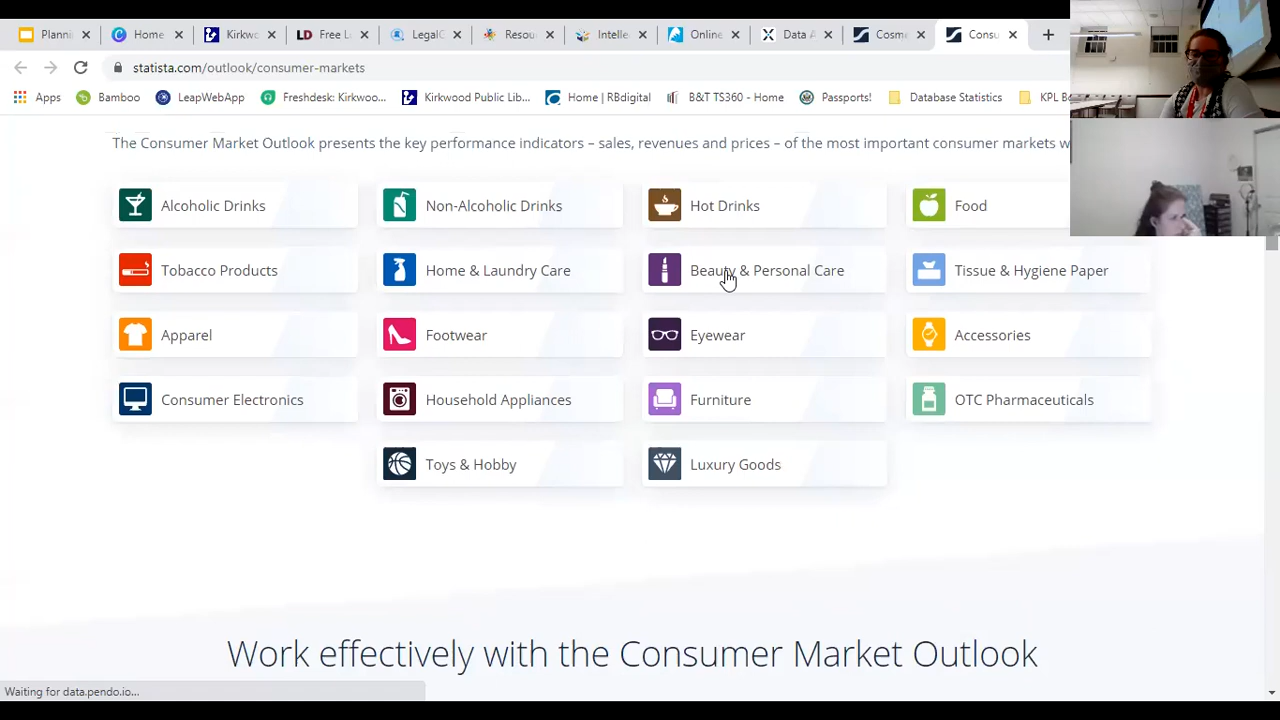 Planni
Home
Kirkwo
LD Free L
LegalC
Resou
Intelle
Online
Data A
Cosme
Consu
statista.com/outlook/consumer-markets
Apps
Bamboo
LeapWebApp
Freshdesk: Kirkwoo...
Kirkwood Public Lib...
Home | RBdigital
B&T TS360 - Home
Passports!
Database Statistics
KPL B
The Consumer Market Outlook presents the key performance indicators – sales, revenues and prices – of the most important consumer markets w
Alcoholic Drinks
Non-Alcoholic Drinks
Hot Drinks
Food
Tobacco Products
Home & Laundry Care
Beauty & Personal Care
Tissue & Hygiene Paper
Apparel
Footwear
Eyewear
Accessories
Consumer Electronics
Household Appliances
Furniture
OTC Pharmaceuticals
Toys & Hobby
Luxury Goods
Work effectively with the Consumer Market Outlook
Waiting for data.pendo.io...